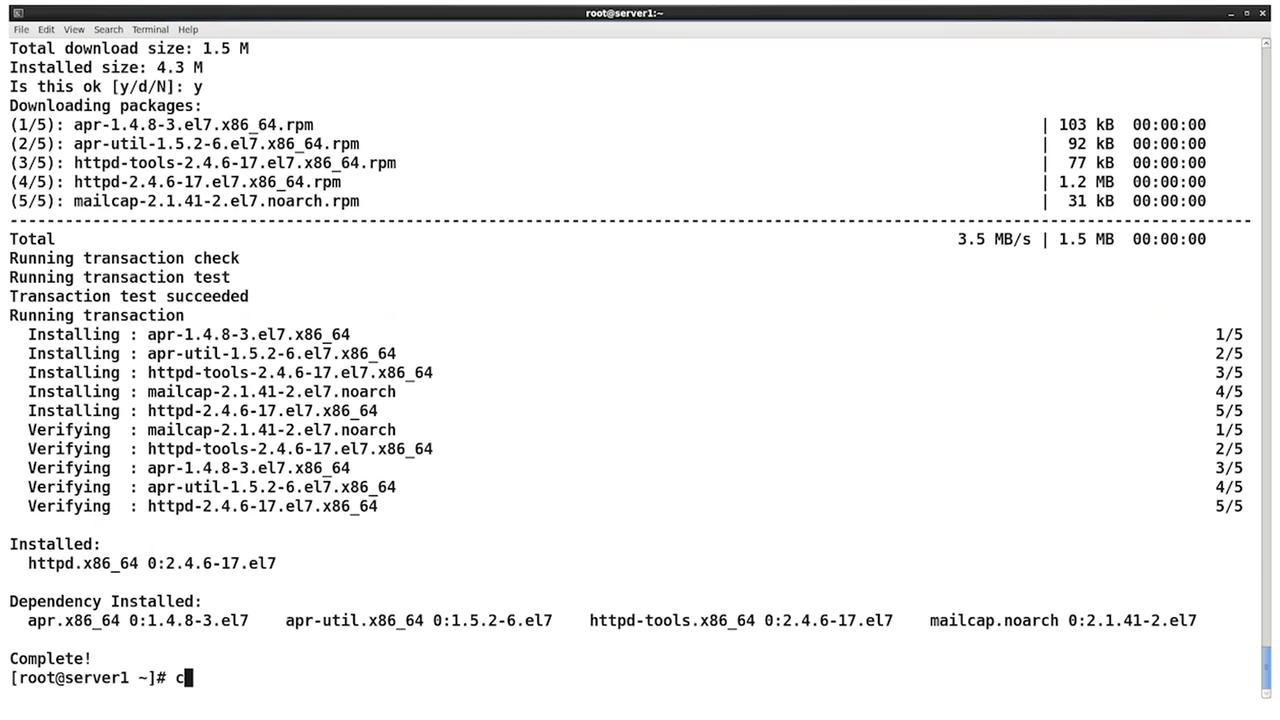 root@server1:~
File Edit View Search Terminal Help
Total download size: 1.5 M
Installed size: 4.3 M
Is this ok [y/d/N]: y
Downloading packages:
(1/5): apr-1.4.8-3.el7.x86_64.rpm | 103 kB 00:00:00
(2/5): apr-util-1.5.2-6.el7.x86_64.rpm | 92 kB 00:00:00
(3/5): httpd-tools-2.4.6-17.el7.x86_64.rpm | 77 kB 00:00:00
(4/5): httpd-2.4.6-17.el7.x86_64.rpm | 1.2 MB 00:00:00
(5/5): mailcap-2.1.41-2.el7.noarch.rpm | 31 kB 00:00:00
--------------------------------------------------------------------------------
Total 3.5 MB/s | 1.5 MB 00:00:00
Running transaction check
Running transaction test
Transaction test succeeded
Running transaction
Installing : apr-1.4.8-3.el7.x86_64 1/5
Installing : apr-util-1.5.2-6.el7.x86_64 2/5
Installing : httpd-tools-2.4.6-17.el7.x86_64 3/5
Installing : mailcap-2.1.41-2.el7.noarch 4/5
Installing : httpd-2.4.6-17.el7.x86_64 5/5
Verifying : mailcap-2.1.41-2.el7.noarch 1/5
Verifying : httpd-tools-2.4.6-17.el7.x86_64 2/5
Verifying : apr-1.4.8-3.el7.x86_64 3/5
Verifying : apr-util-1.5.2-6.el7.x86_64 4/5
Verifying : httpd-2.4.6-17.el7.x86_64 5/5
Installed:
httpd.x86_64 0:2.4.6-17.el7
Dependency Installed:
apr.x86_64 0:1.4.8-3.el7 apr-util.x86_64 0:1.5.2-6.el7 httpd-tools.x86_64 0:2.4.6-17.el7 mailcap.noarch 0:2.1.41-2.el7
Complete!
[root@server1 ~]# c